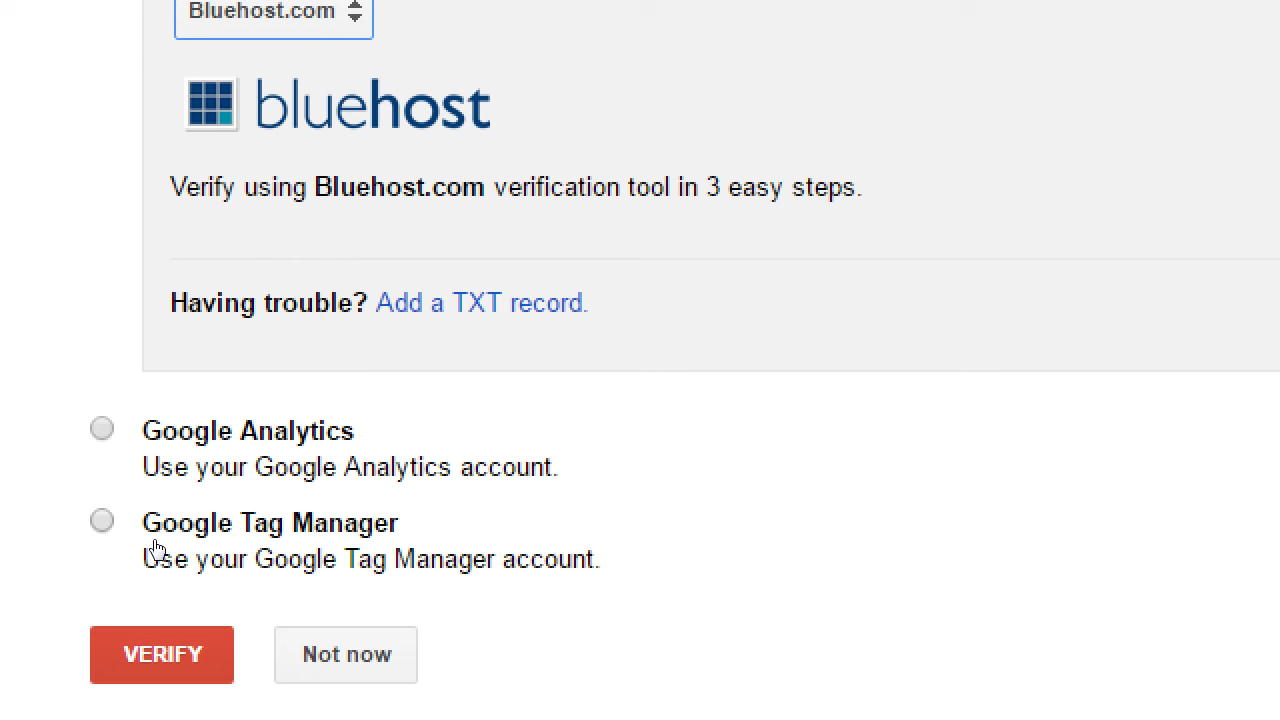 Bluehost.com
bluehost
Verify using Bluehost.com verification tool in 3 easy steps.
Having trouble? Add a TXT record.
Google Analytics
Use your Google Analytics account.
Google Tag Manager
Use your Google Tag Manager account.
VERIFY Not now